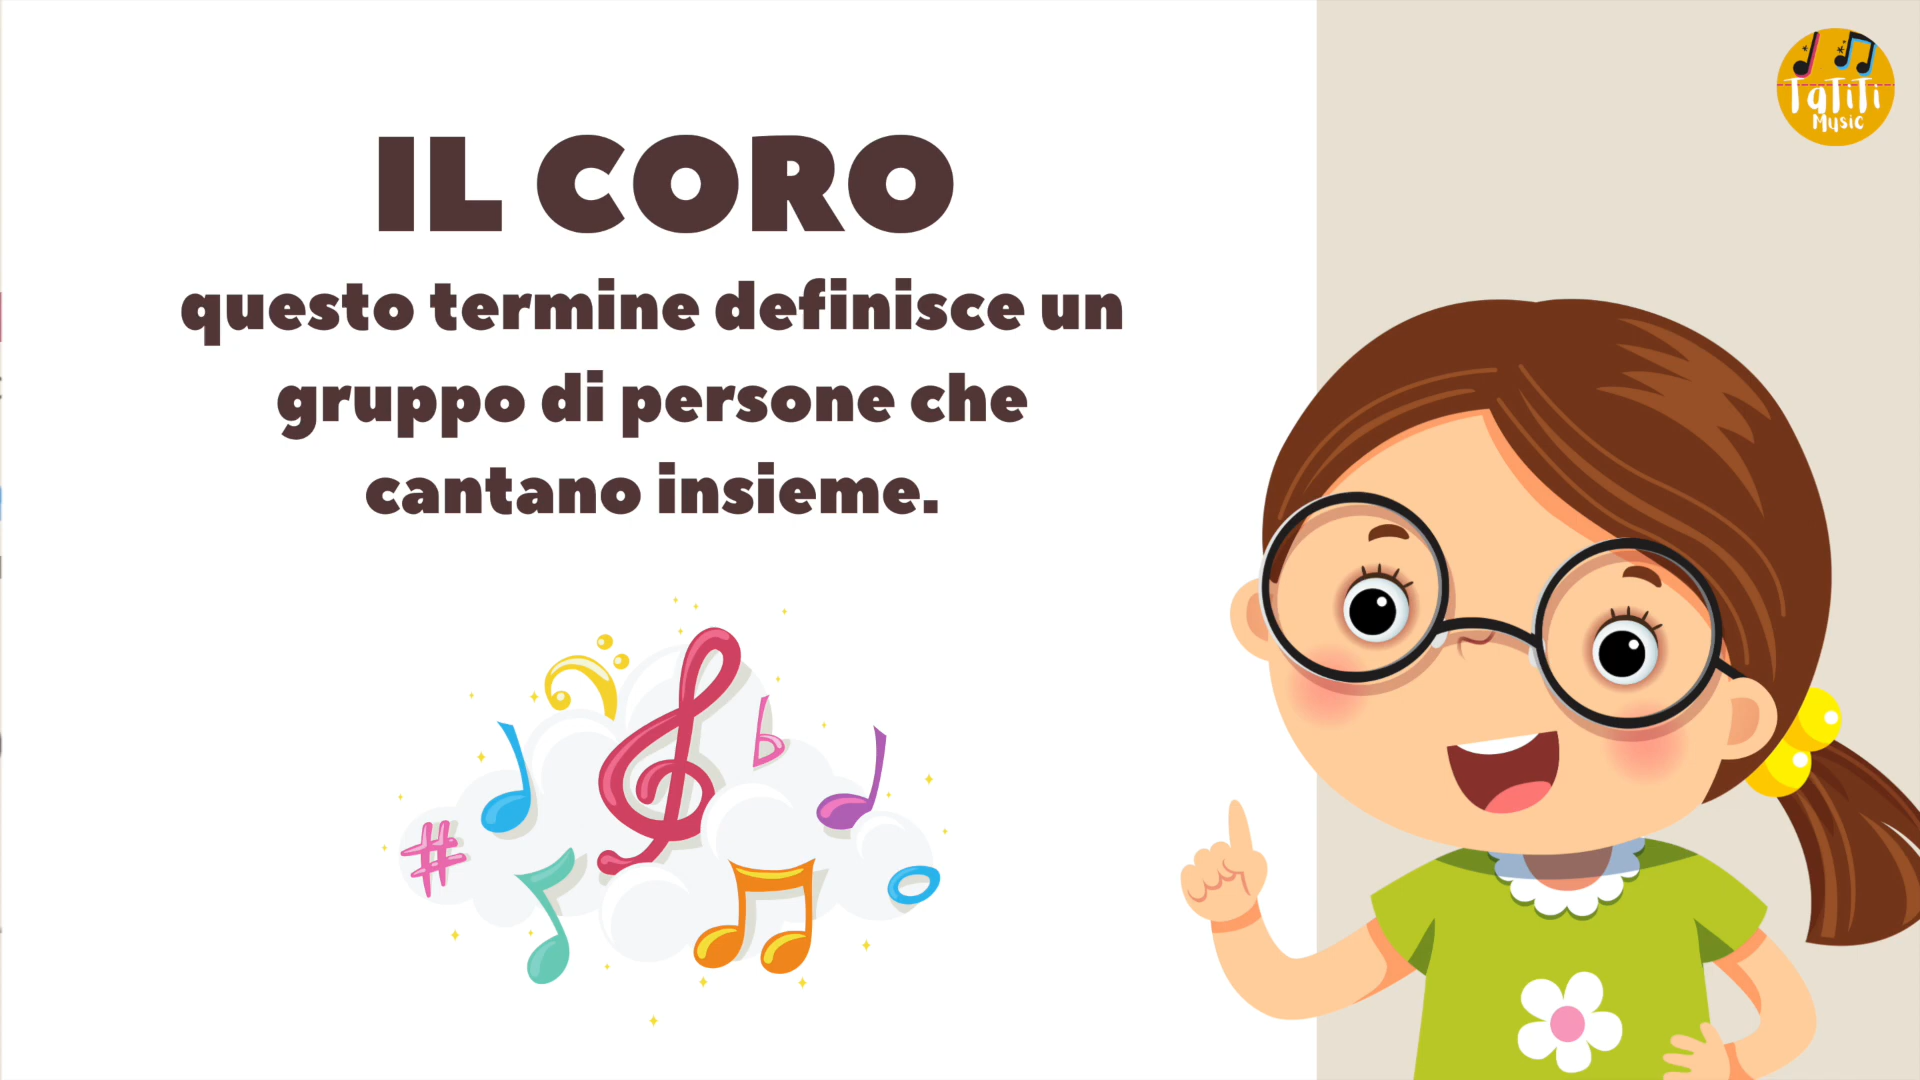 IL CORO
questo termine definisce un
gruppo di persone che
cantano insieme.
TaTiTi
Music